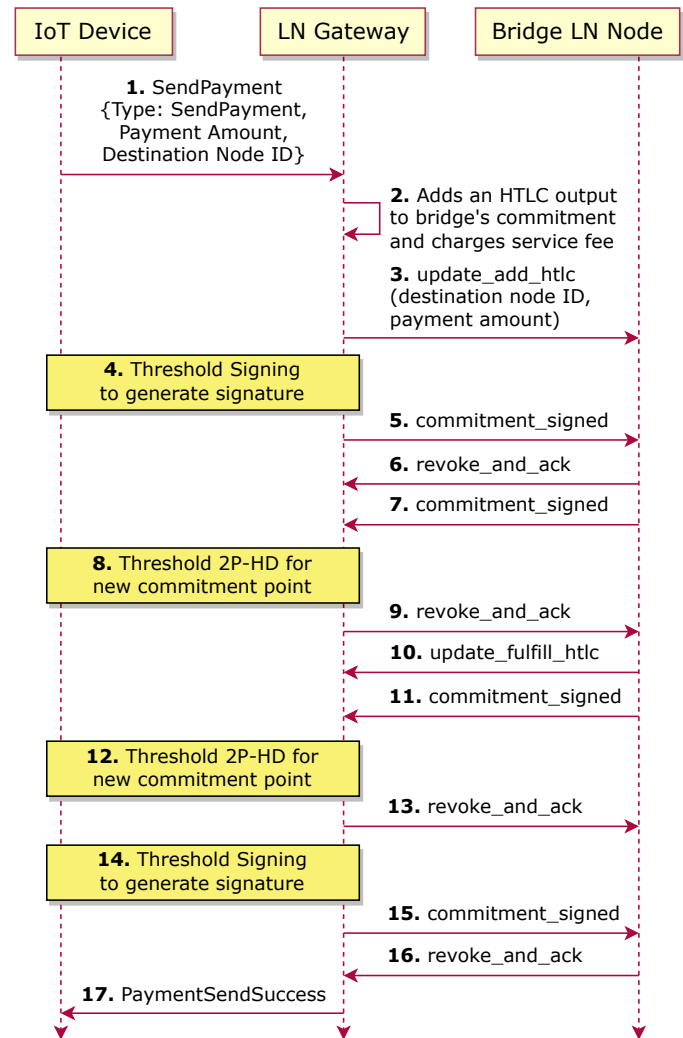 IoT Device
LN Gateway
Bridge LN Node
1. SendPayment
{Type: SendPayment,
Payment Amount,
Destination Node ID}
2. Adds an HTLC output
to bridge's commitment
and charges service fee
3. update_add_htlc
(destination node ID,
payment amount)
4. Threshold Signing
to generate signature
5. commitment_signed
6. revoke_and_ack
7. commitment_signed
8. Threshold 2P-HD for
new commitment point
9. revoke_and_ack
10. update_fulfill_htlc
11. commitment_signed
12. Threshold 2P-HD for
new commitment point
13. revoke_and_ack
14. Threshold Signing
to generate signature
15. commitment_signed
16. revoke_and_ack
17. PaymentSendSuccess